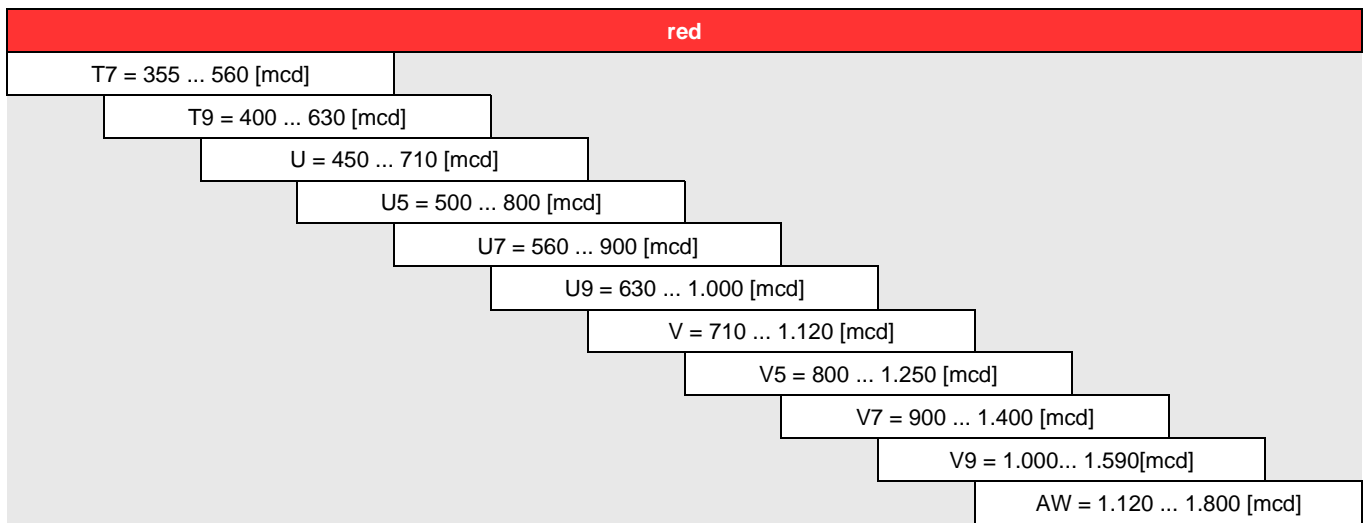 red
T7 = 355 ... 560 [mcd]
T9 = 400 ... 630 [mcd]
U = 450 ... 710 [mcd]
U5 = 500 ... 800 [mcd]
U7 = 560 ... 900 [mcd]
U9 = 630 ... 1.000 [mcd]
V = 710 ... 1.120 [mcd]
V5 = 800 ... 1.250 [mcd]
V7 = 900 ... 1.400 [mcd]
V9 = 1.000... 1.590[mcd]
AW = 1.120 ... 1.800 [mcd]